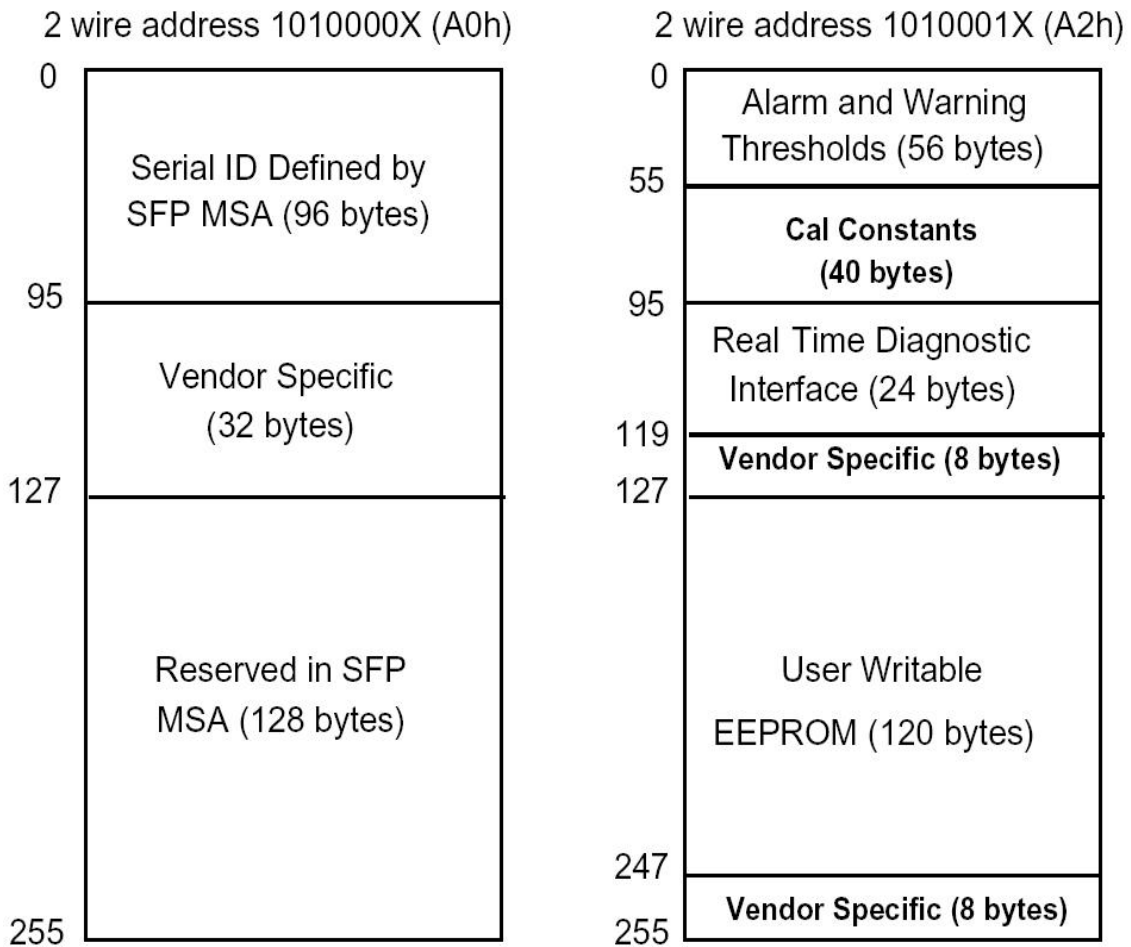 2 wire address 1010000X (A0h)
0
Serial ID Defined by
SFP MSA (96 bytes)
95
Vendor Specific
(32 bytes)
127
Reserved in SFP
MSA (128 bytes)
255
2 wire address 1010001X (A2h)
0
Alarm and Warning
Thresholds (56 bytes)
55
Cal Constants
(40 bytes)
95
Real Time Diagnostic
Interface (24 bytes)
119
Vendor Specific (8 bytes)
127
User Writable
EEPROM (120 bytes)
247
Vendor Specific (8 bytes)
255